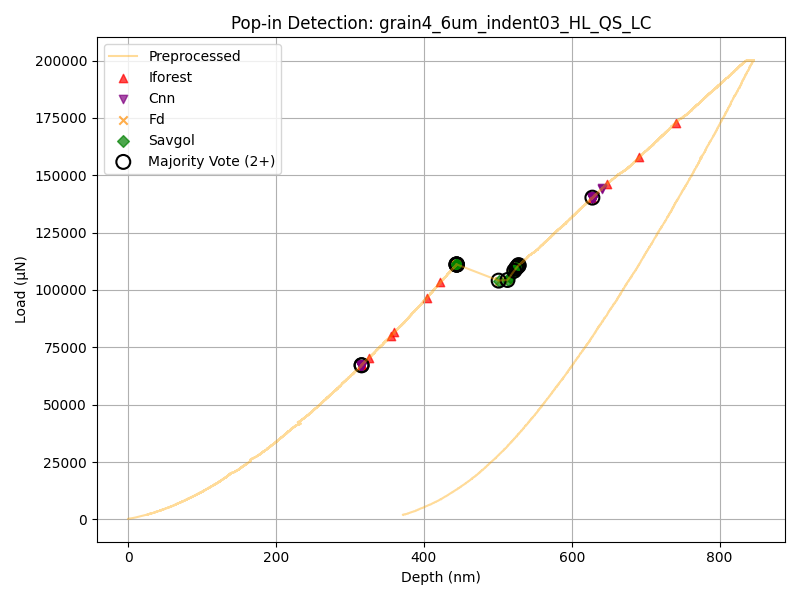 Pop-in Detection: grain4_6um_indent03_HL_QS_LC
Preprocessed
Iforest
Cnn
Fd
Savgol
Majority Vote (2+)
Load (µN)
200000
175000
150000
125000
100000
75000
50000
25000
0
0 200 400 600 800
Depth (nm)